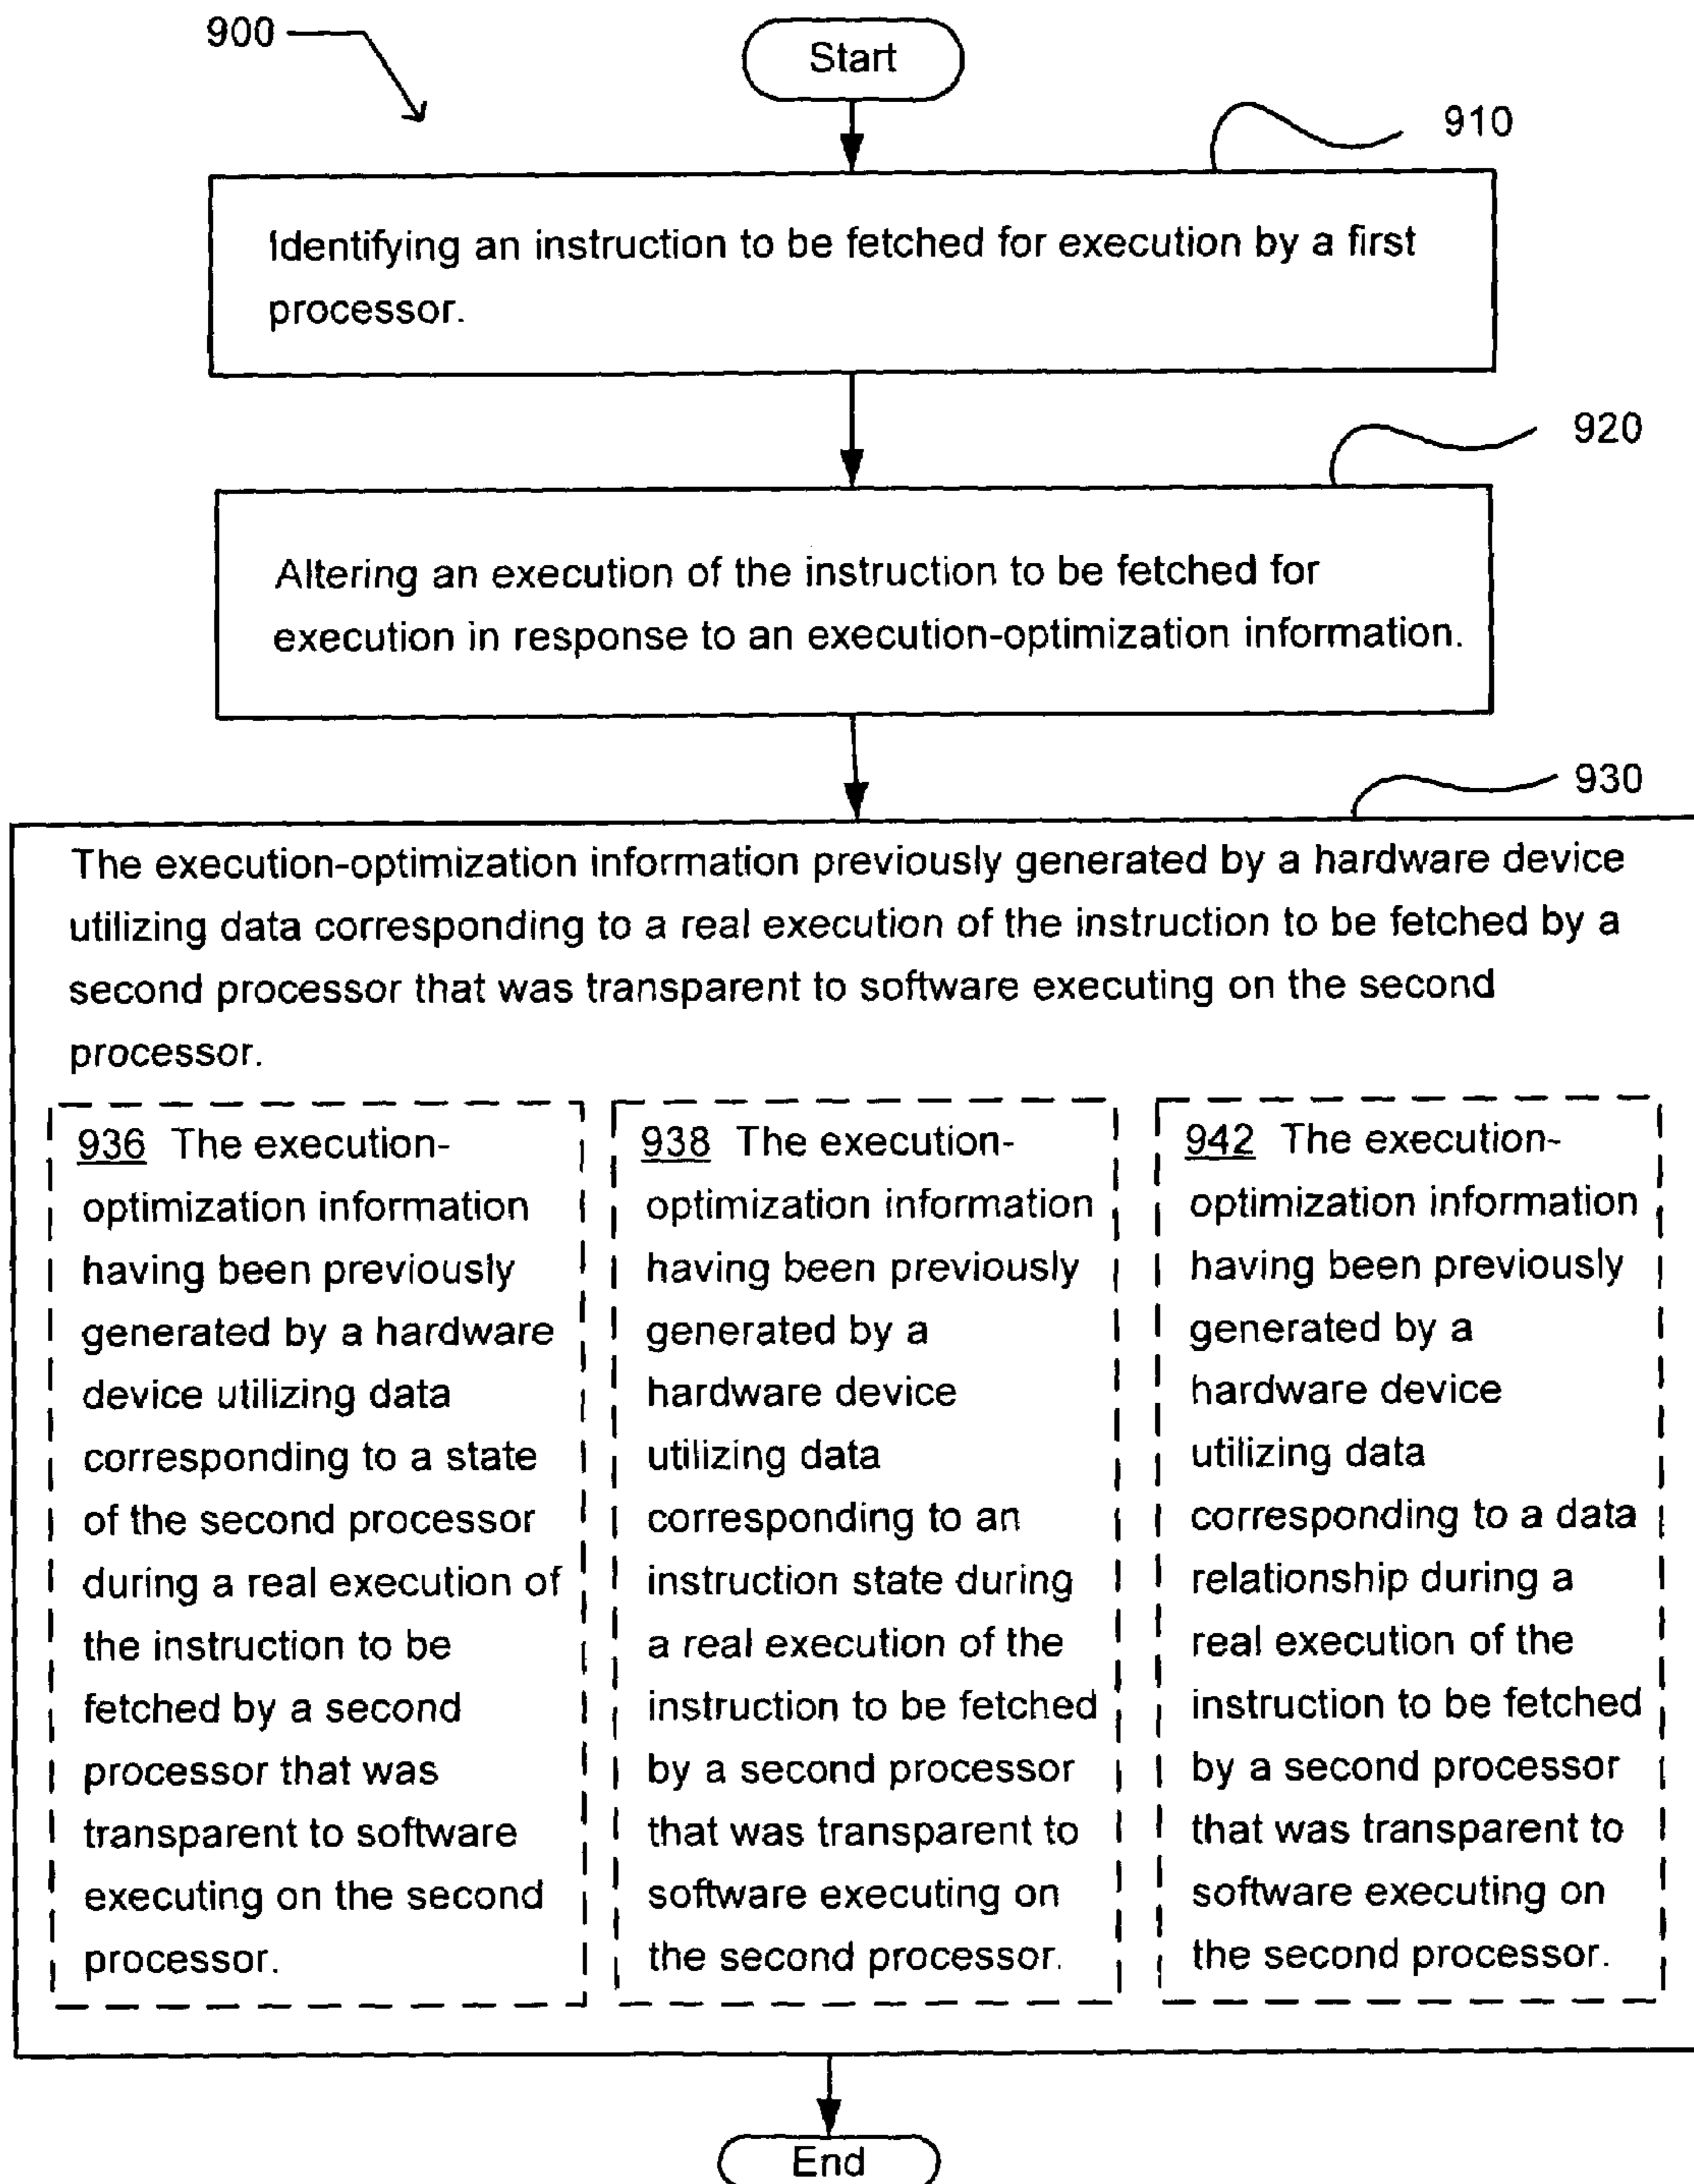 900
Start
910
Identifying an instruction to be fetched for execution by a first
processor.
920
Altering an execution of the instruction to be fetched for
execution in response to an execution-optimization information.
930
The execution-optimization information previously generated by a hardware device
utilizing data corresponding to a real execution of the instruction to be fetched by a
second processor that was transparent to software executing on the second
processor.
936 The execution-
optimization information
having been previously
generated by a hardware
device utilizing data
corresponding to a state
of the second processor
during a real execution of
the instruction to be
fetched by a second
processor that was
transparent to software
executing on the second
processor.
938 The execution-
optimization information
having been previously
generated by a
hardware device
utilizing data
corresponding to an
instruction state during
a real execution of the
instruction to be fetched
by a second processor
that was transparent to
software executing on
the second processor.
942 The execution-
optimization information
having been previously
generated by a
hardware device
utilizing data
corresponding to a data
relationship during a
real execution of the
instruction to be fetched
by a second processor
that was transparent to
software executing on
the second processor.
End